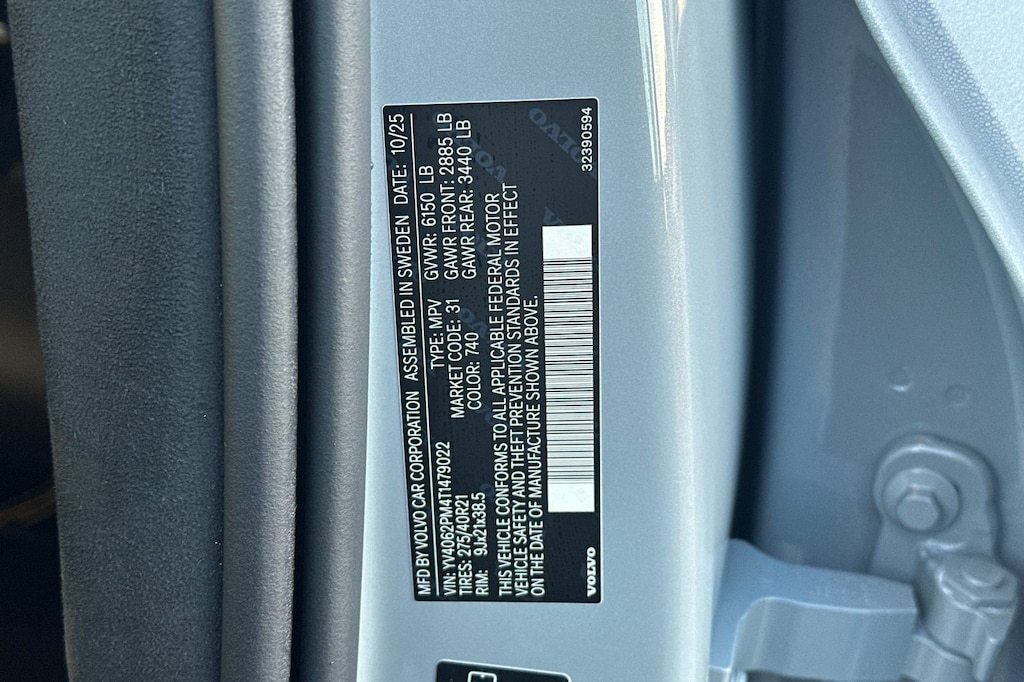 MFD BY VOLVO CAR CORPORATION ASSEMBLED IN SWEDEN DATE: 10/25
VIN: YV4062PM4T1479022 TYPE: MPV GVWR: 6150 LB
TIRES: 275/40R21 MARKET CODE: 31 GAWR FRONT: 2885 LB
RIM: 9Jx21x38.5 COLOR: 740 GAWR REAR: 3440 LB
THIS VEHICLE CONFORMS TO ALL APPLICABLE FEDERAL MOTOR
VEHICLE SAFETY AND THEFT PREVENTION STANDARDS IN EFFECT
ON THE DATE OF MANUFACTURE SHOWN ABOVE.
VOLVO
32390594
VOLVO
VOLVO